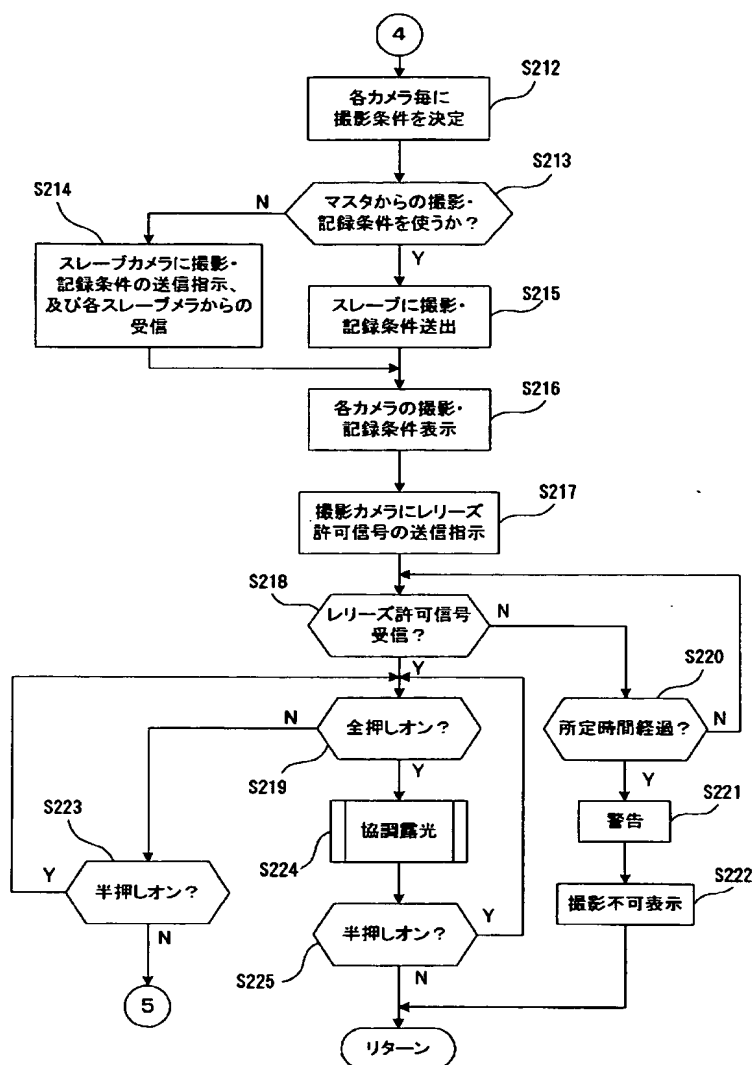 4
S212
各カメラ毎に
撮影条件を決定
S213
マスタからの撮影・
記録条件を使うか?
N
Y
S214
スレーブカメラに撮影・
記録条件の送信指示、
及び各スレーブメラからの
受信
S215
スレーブに撮影・
記録条件送出
S216
各カメラの撮影・
記録条件表示
S217
撮影カメラにレリーズ
許可信号の送信指示
S218
レリーズ許可信号
受信?
N
Y
S220
所定時間経過?
N
Y
S221
警告
S222
撮影不可表示
全押しオン?
N
S219
Y
S223
半押しオン?
Y
N
5
S224
協調露光
半押しオン?
Y
S225
N
リターン